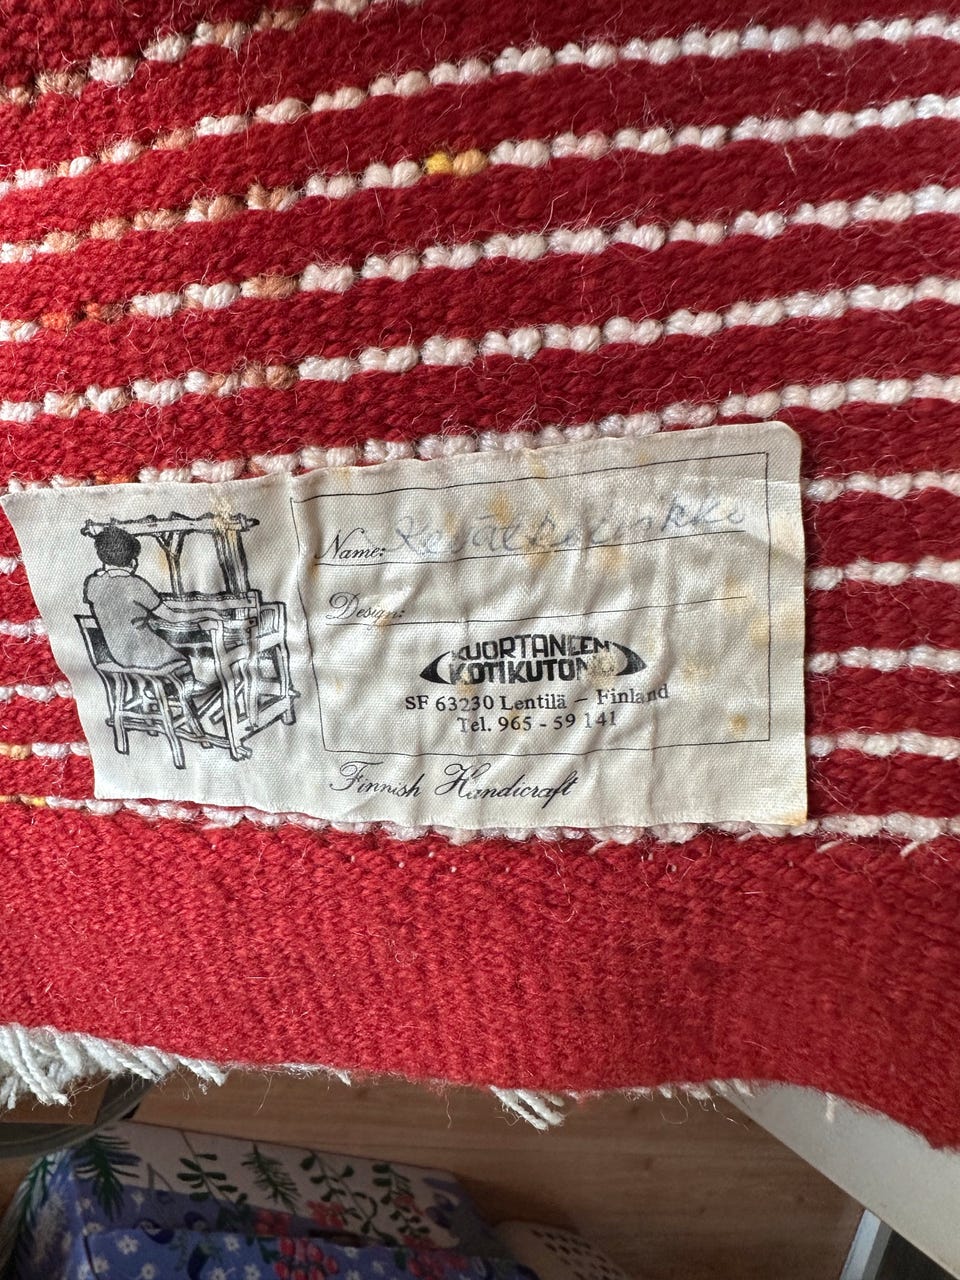 Name:
Design:
KUORTANEEN
KOTIKUTOMO
SF 63230 Lentilä – Finland
Tel. 965 - 59 141
Finnish Handicraft